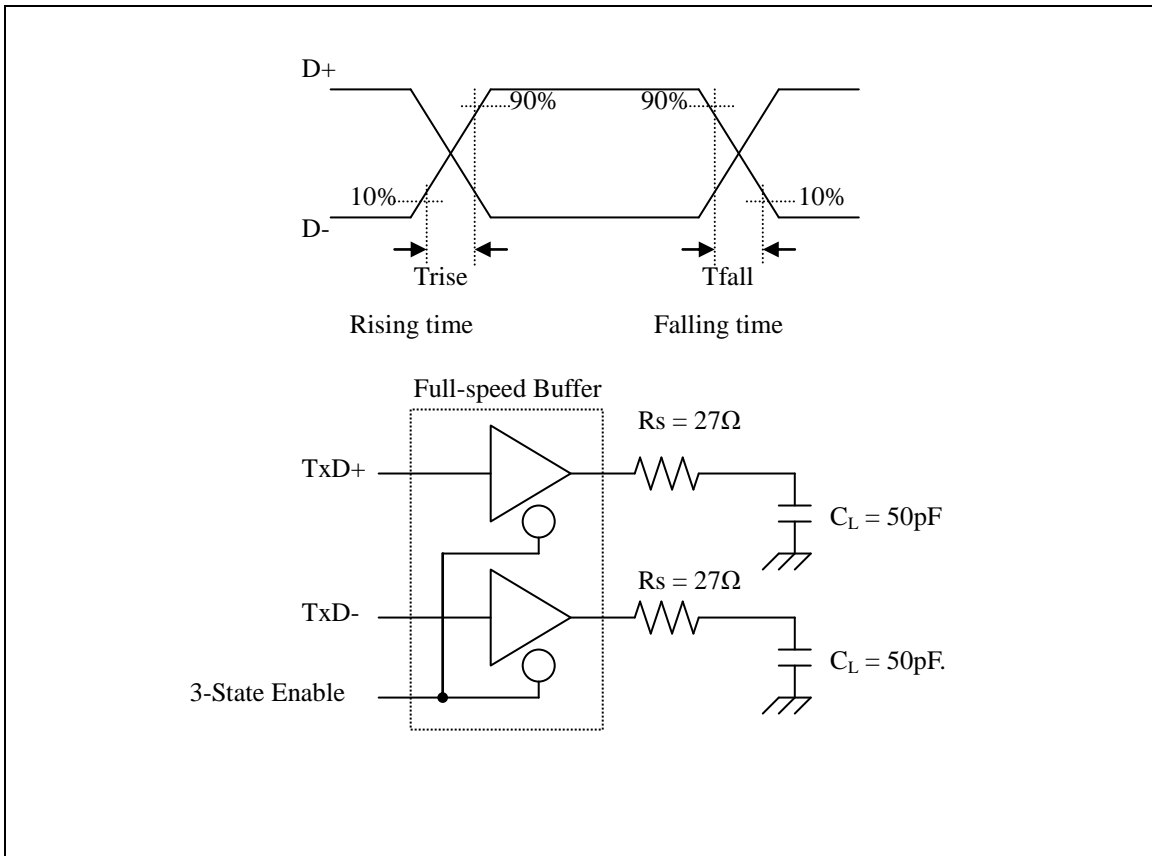 D+
90%
90%
10%
10%
D-
Trise
Tfall
Rising time
Falling time
Full-speed Buffer
Rs = 27Ω
TxD+
C_L = 50pF
Rs = 27Ω
TxD-
C_L = 50pF.
3-State Enable